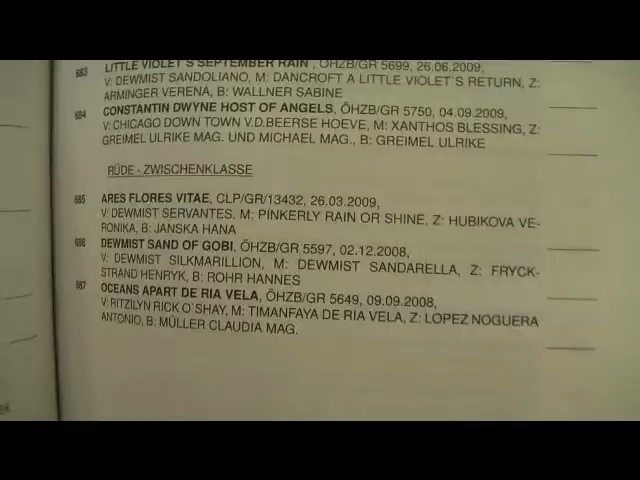 683 LITTLE VIOLET`S SEPTEMBER RAIN , ÖHZB/GR 5699, 26.06.2009,
V: DEWMIST SANDOLIANO, M: DANCROFT A LITTLE VIOLET`S RETURN, Z:
ARMINGER VERENA, B: WALLNER SABINE
684 CONSTANTIN DWYNE HOST OF ANGELS, ÖHZB/GR 5750, 04.09.2009,
V: CHICAGO DOWN TOWN V.D.BEERSE HOEVE, M: XANTHOS BLESSING, Z:
GREIMEL ULRIKE MAG. UND MICHAEL MAG., B: GREIMEL ULRIKE
RÜDE - ZWISCHENKLASSE
685 ARES FLORES VITAE, CLP/GR/13432, 26.03.2009,
V: DEWMIST SERVANTES, M: PINKERLY RAIN OR SHINE, Z: HUBIKOVA VE-
RONIKA, B: JANSKA HANA
686 DEWMIST SAND OF GOBI, ÖHZB/GR 5597, 02.12.2008,
V: DEWMIST SILKMARILLION, M: DEWMIST SANDARELLA, Z: FRYCK-
STRAND HENRYK, B: ROHR HANNES
687 OCEANS APART DE RIA VELA, ÖHZB/GR 5649, 09.09.2008,
V: RITZILYN RICK O`SHAY, M: TIMANFAYA DE RIA VELA, Z: LOPEZ NOGUERA
ANTONIO, B: MÜLLER CLAUDIA MAG.